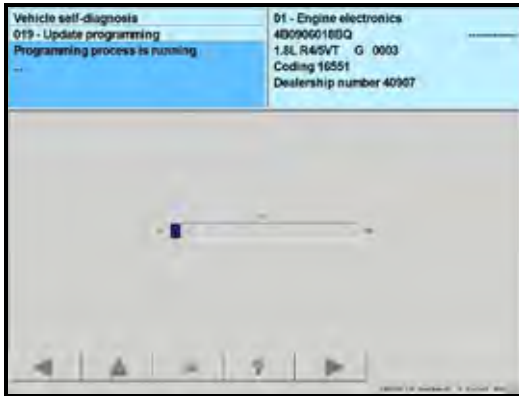 Vehicle self-diagnosis
019 - Update programming
Programming process is running
...
01 - Engine electronics
4B0906018BQ
1.8L R4/5VT G 0003
Coding 16551
Dealership number 40907